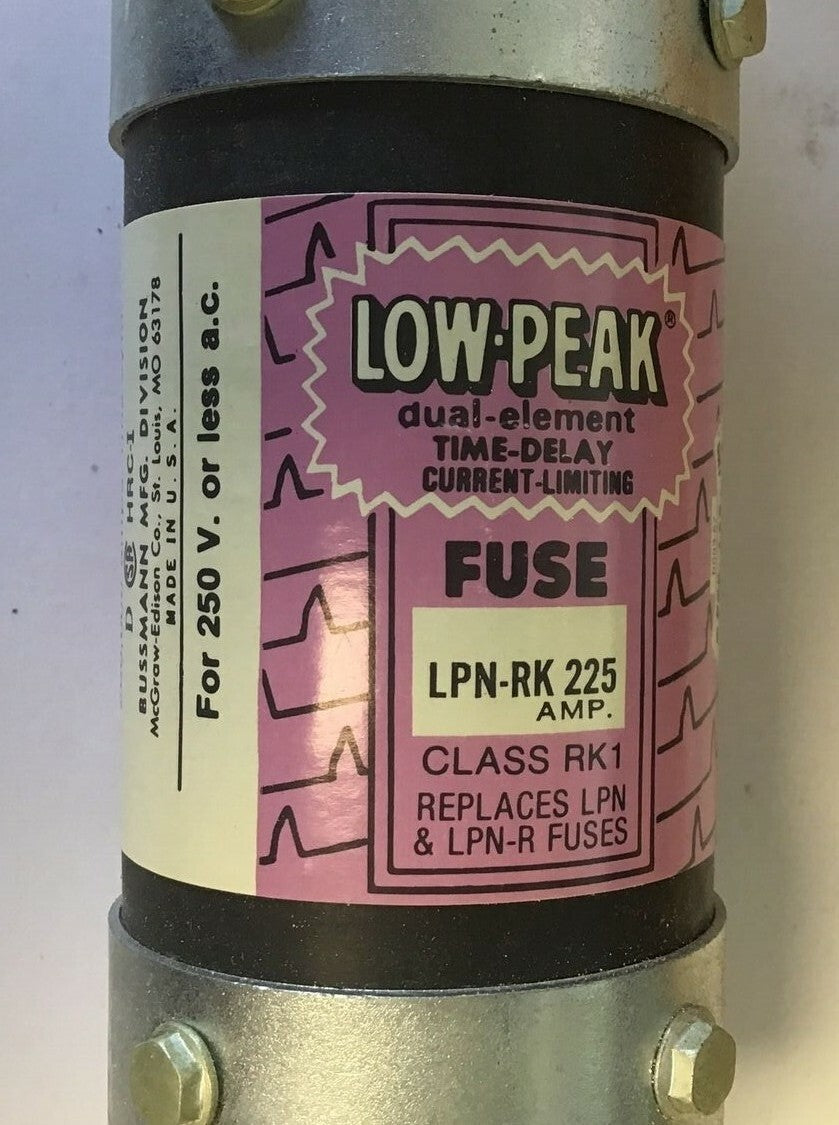 LOW-PEAK®
dual-element
TIME-DELAY
CURRENT-LIMITING
FUSE
LPN-RK 225
AMP.
CLASS RK1
REPLACES LPN
& LPN-R FUSES
For 250 V. or less a.c.
D HRC-I
BUSSMANN MFG. DIVISION
McGraw-Edison Co., St. Louis, MO 63178
MADE IN U.S.A.